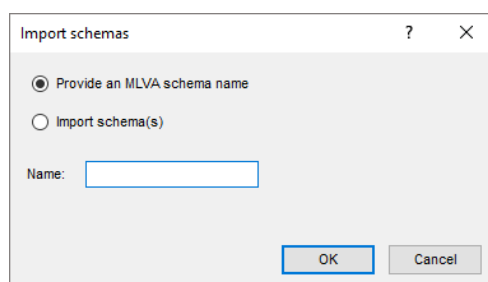 Import schemas ?
Provide an MLVA schema name
Import schema(s)
Name:
OK Cancel